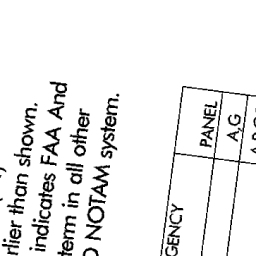 rlier than shown.
indicates FAA And
term in all other
O NOTAM system.
GENCY
PANEL
A,G